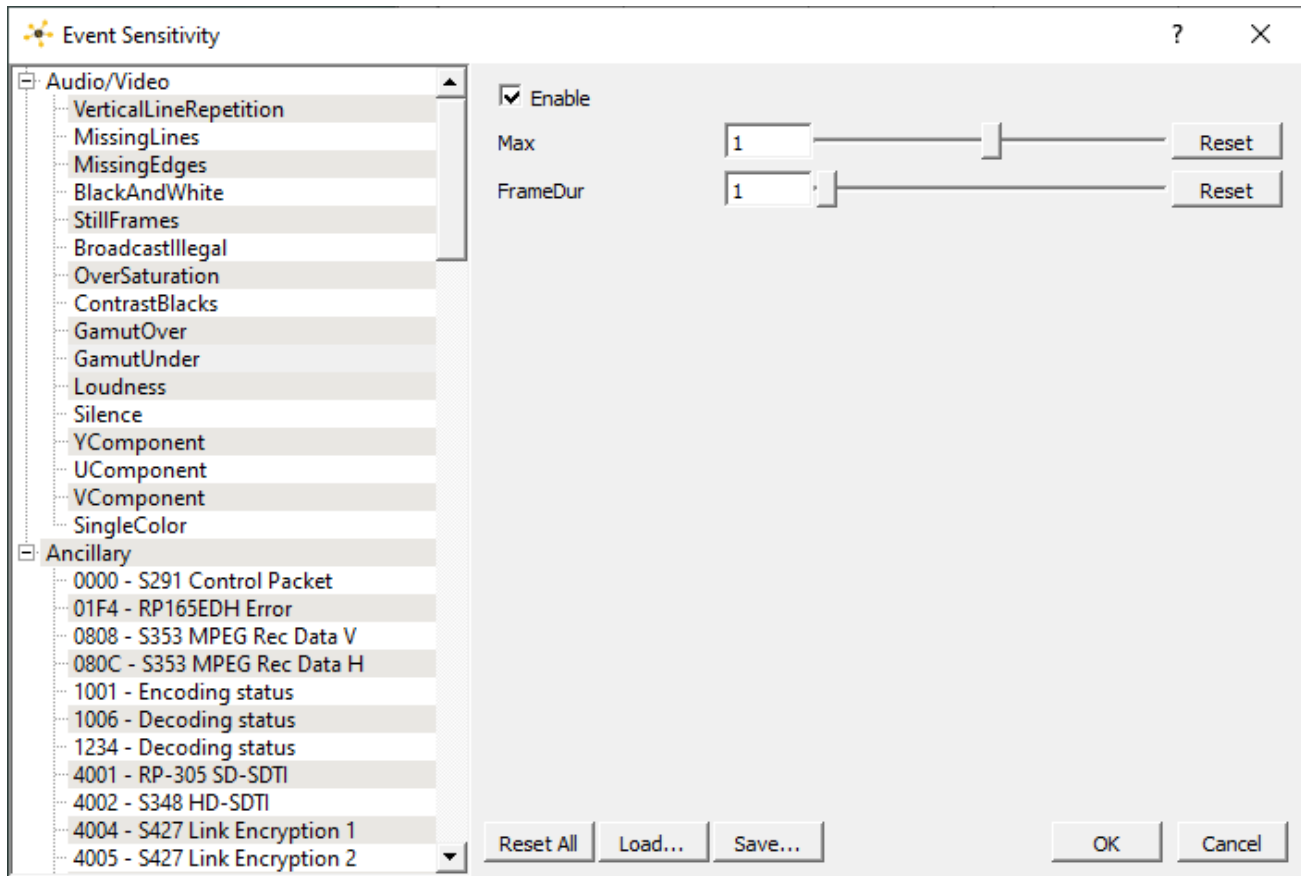 Event Sensitivity
?
Audio/Video
VerticalLineRepetition
MissingLines
MissingEdges
BlackAndWhite
StillFrames
BroadcastIllegal
OverSaturation
ContrastBlacks
GamutOver
GamutUnder
Loudness
Silence
YComponent
UComponent
VComponent
SingleColor
Ancillary
0000 - S291 Control Packet
01F4 - RP165EDH Error
0808 - S353 MPEG Rec Data V
080C - S353 MPEG Rec Data H
1001 - Encoding status
1006 - Decoding status
1234 - Decoding status
4001 - RP-305 SD-SDTI
4002 - S348 HD-SDTI
4004 - S427 Link Encryption 1
4005 - S427 Link Encryption 2
Enable
Max 1 Reset
FrameDur 1 Reset
Reset All Load... Save... OK Cancel